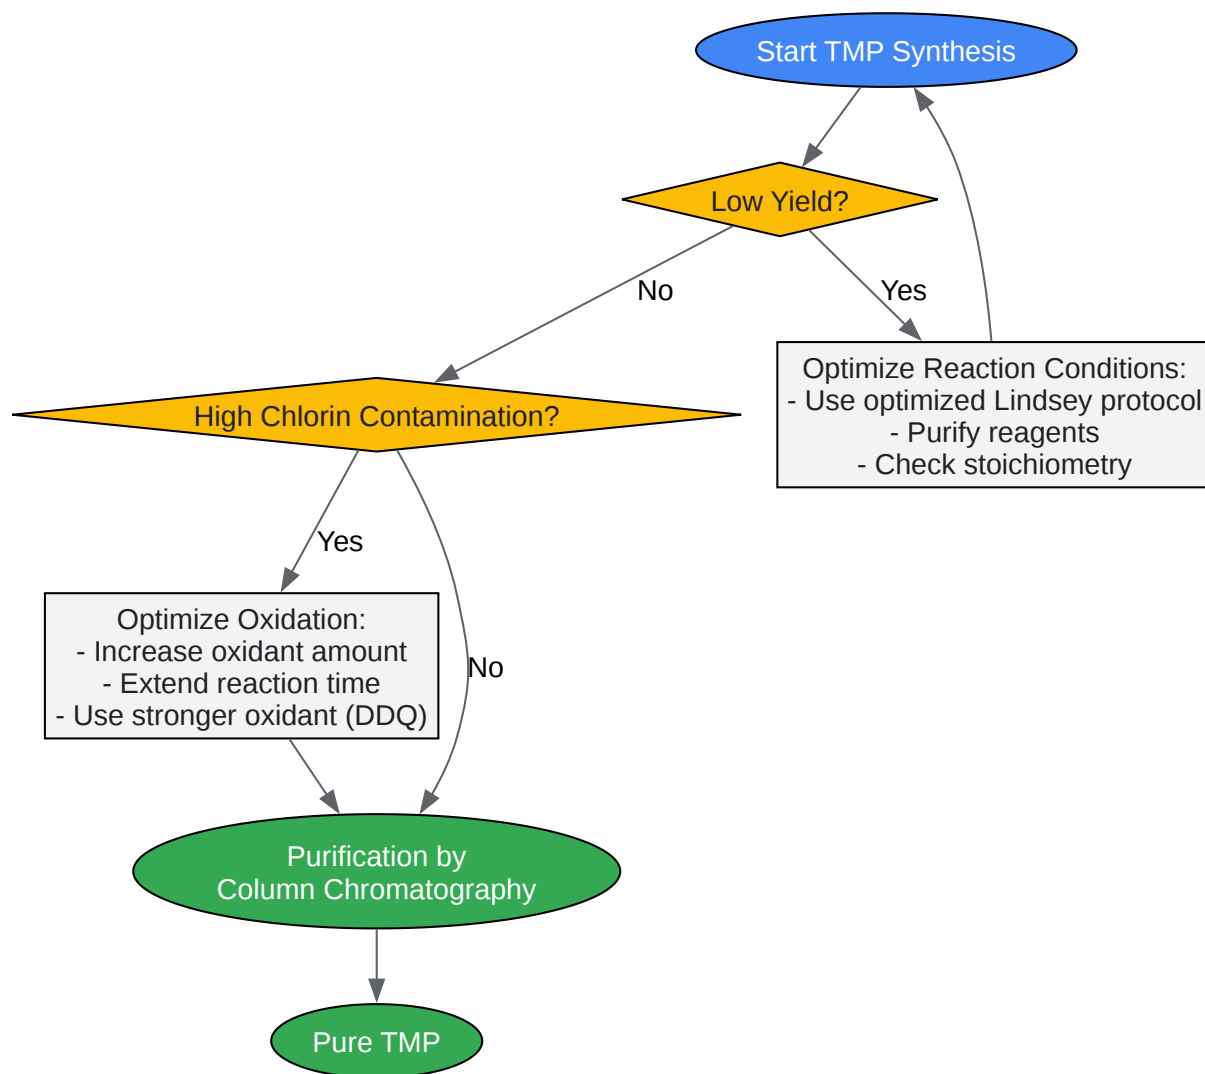 Start TMP Synthesis
Low Yield?
No
Yes
Optimize Reaction Conditions:
- Use optimized Lindsey protocol
- Purify reagents
- Check stoichiometry
High Chlorin Contamination?
Yes
No
Optimize Oxidation:
- Increase oxidant amount
- Extend reaction time
- Use stronger oxidant (DDQ)
Purification by
Column Chromatography
Pure TMP